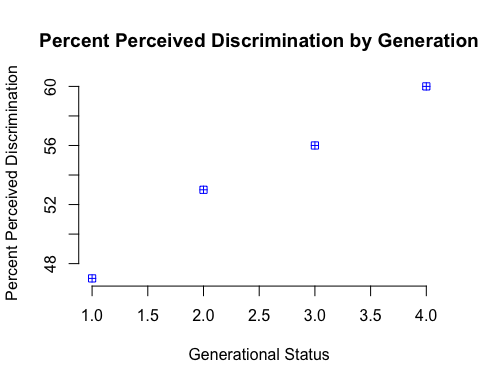 Percent Perceived Discrimination by Generation
Percent Perceived Discrimination
60
56
52
48
1.0 1.5 2.0 2.5 3.0 3.5 4.0
Generational Status